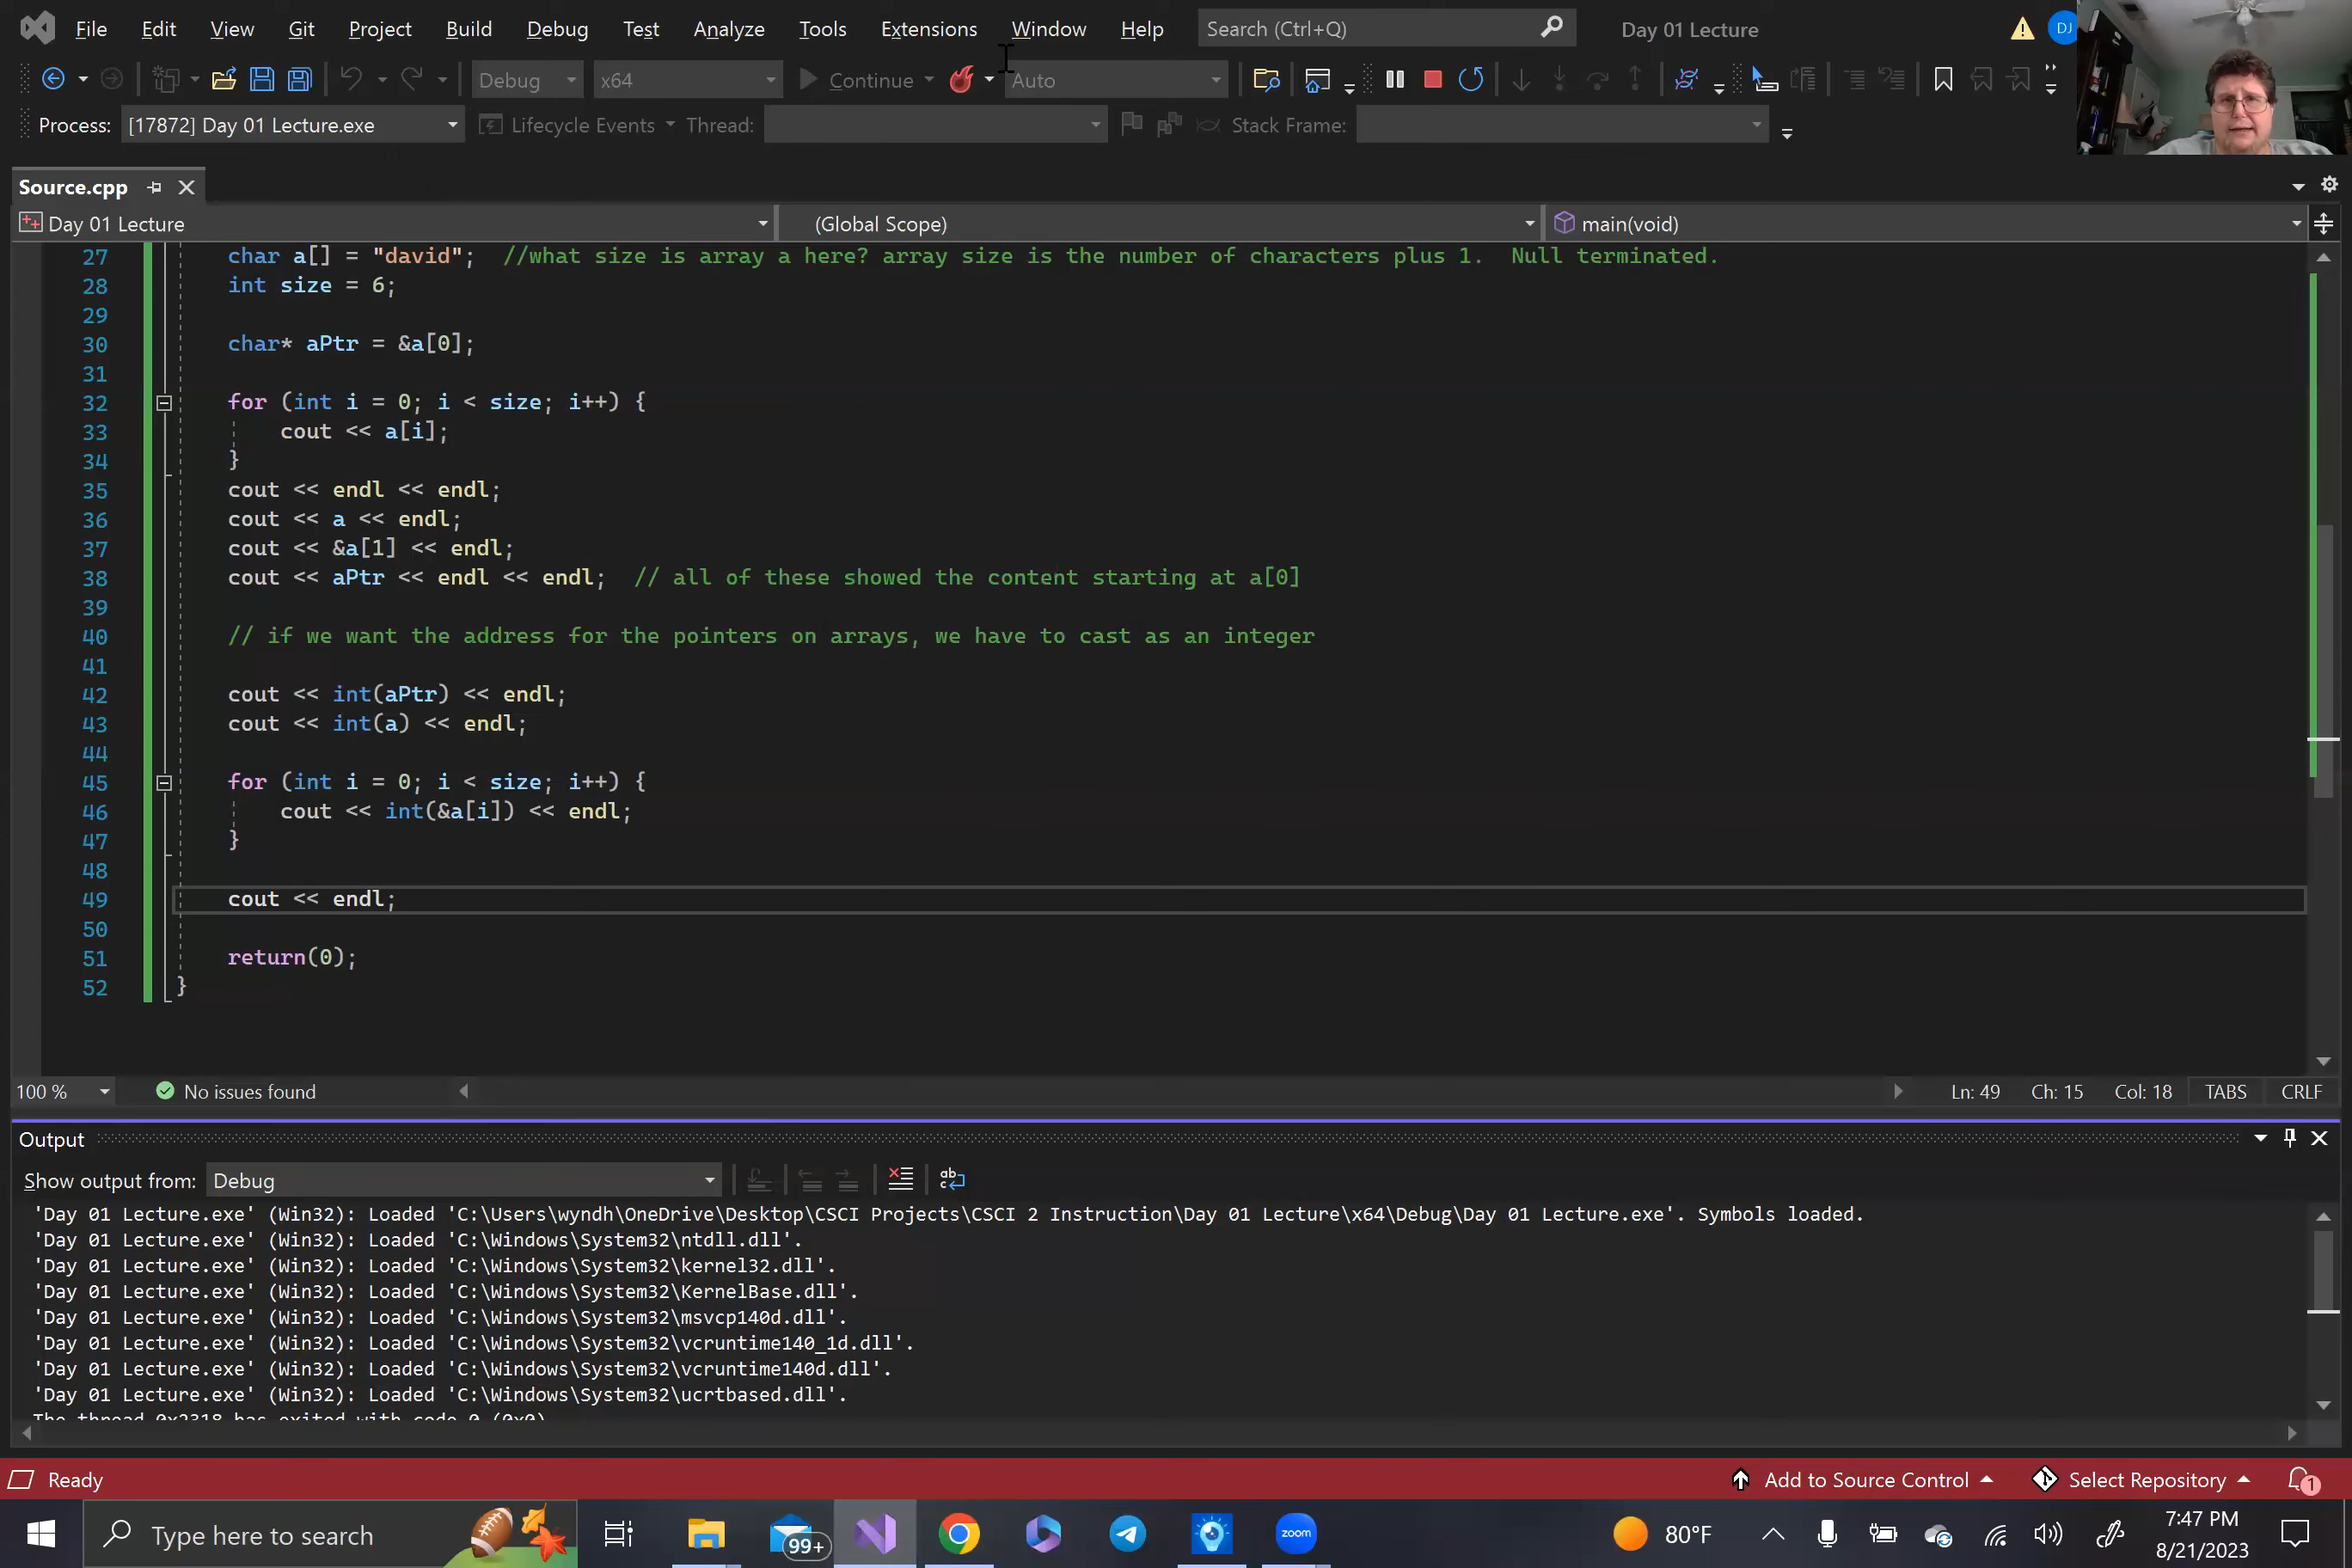 File Edit View Git Project Build Debug Test Analyze Tools Extensions Window Help Search (Ctrl+Q) Day 01 Lecture DJ
Debug x64 Continue Auto
Process: [17872] Day 01 Lecture.exe Lifecycle Events Thread: Stack Frame:
Source.cpp
Day 01 Lecture (Global Scope) main(void)
27 char a[] = "david"; //what size is array a here? array size is the number of characters plus 1. Null terminated.
28 int size = 6;
29
30 char* aPtr = &a[0];
31
32 for (int i = 0; i < size; i++) {
33 cout << a[i];
34 }
35 cout << endl << endl;
36 cout << a << endl;
37 cout << &a[1] << endl;
38 cout << aPtr << endl << endl; // all of these showed the content starting at a[0]
39
40 // if we want the address for the pointers on arrays, we have to cast as an integer
41
42 cout << int(aPtr) << endl;
43 cout << int(a) << endl;
44
45 for (int i = 0; i < size; i++) {
46 cout << int(&a[i]) << endl;
47 }
48
49 cout << endl;
50
51 return(0);
52 }
100 % No issues found Ln: 49 Ch: 15 Col: 18 TABS CRLF
Output
Show output from: Debug
'Day 01 Lecture.exe' (Win32): Loaded 'C:\Users\wyndh\OneDrive\Desktop\CSCI Projects\CSCI 2 Instruction\Day 01 Lecture\x64\Debug\Day 01 Lecture.exe'. Symbols loaded.
'Day 01 Lecture.exe' (Win32): Loaded 'C:\Windows\System32\ntdll.dll'.
'Day 01 Lecture.exe' (Win32): Loaded 'C:\Windows\System32\kernel32.dll'.
'Day 01 Lecture.exe' (Win32): Loaded 'C:\Windows\System32\KernelBase.dll'.
'Day 01 Lecture.exe' (Win32): Loaded 'C:\Windows\System32\msvcp140d.dll'.
'Day 01 Lecture.exe' (Win32): Loaded 'C:\Windows\System32\vcruntime140_1d.dll'.
'Day 01 Lecture.exe' (Win32): Loaded 'C:\Windows\System32\vcruntime140d.dll'.
'Day 01 Lecture.exe' (Win32): Loaded 'C:\Windows\System32\ucrtbased.dll'.
The thread 0x2318 has exited with code 0 (0x0).
Ready Add to Source Control Select Repository 1
Type here to search 99+ zoom 80°F 7:47 PM
8/21/2023